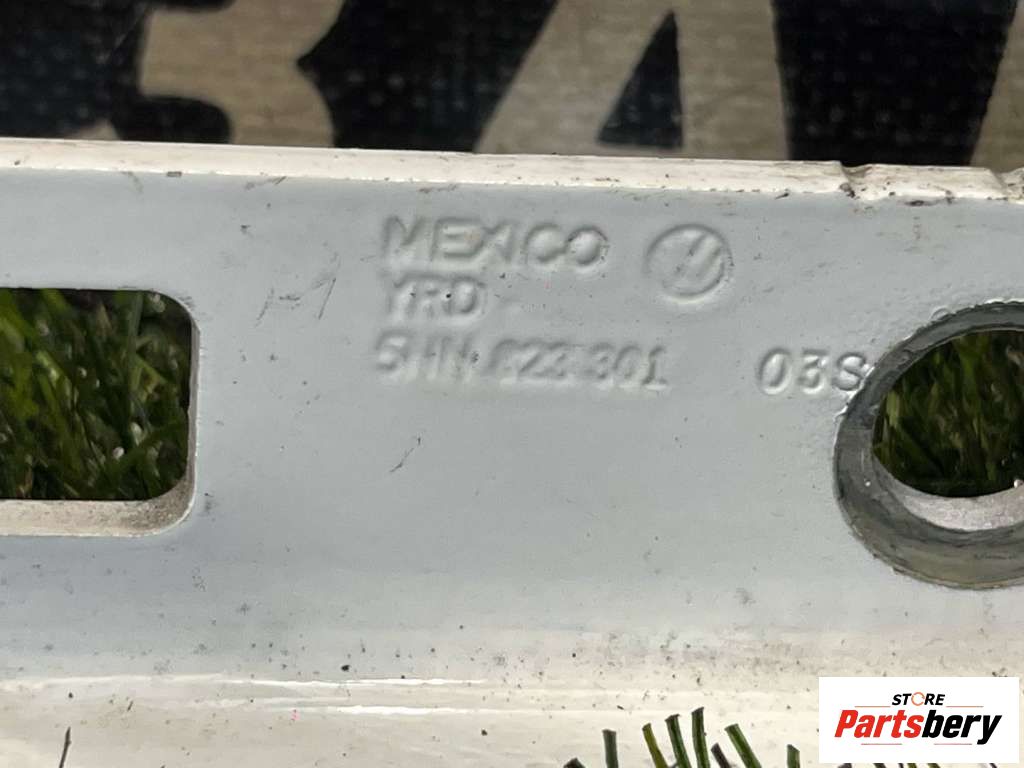 MEXICO
YRD
5HN 823 301 03S
STORE
Partsbery